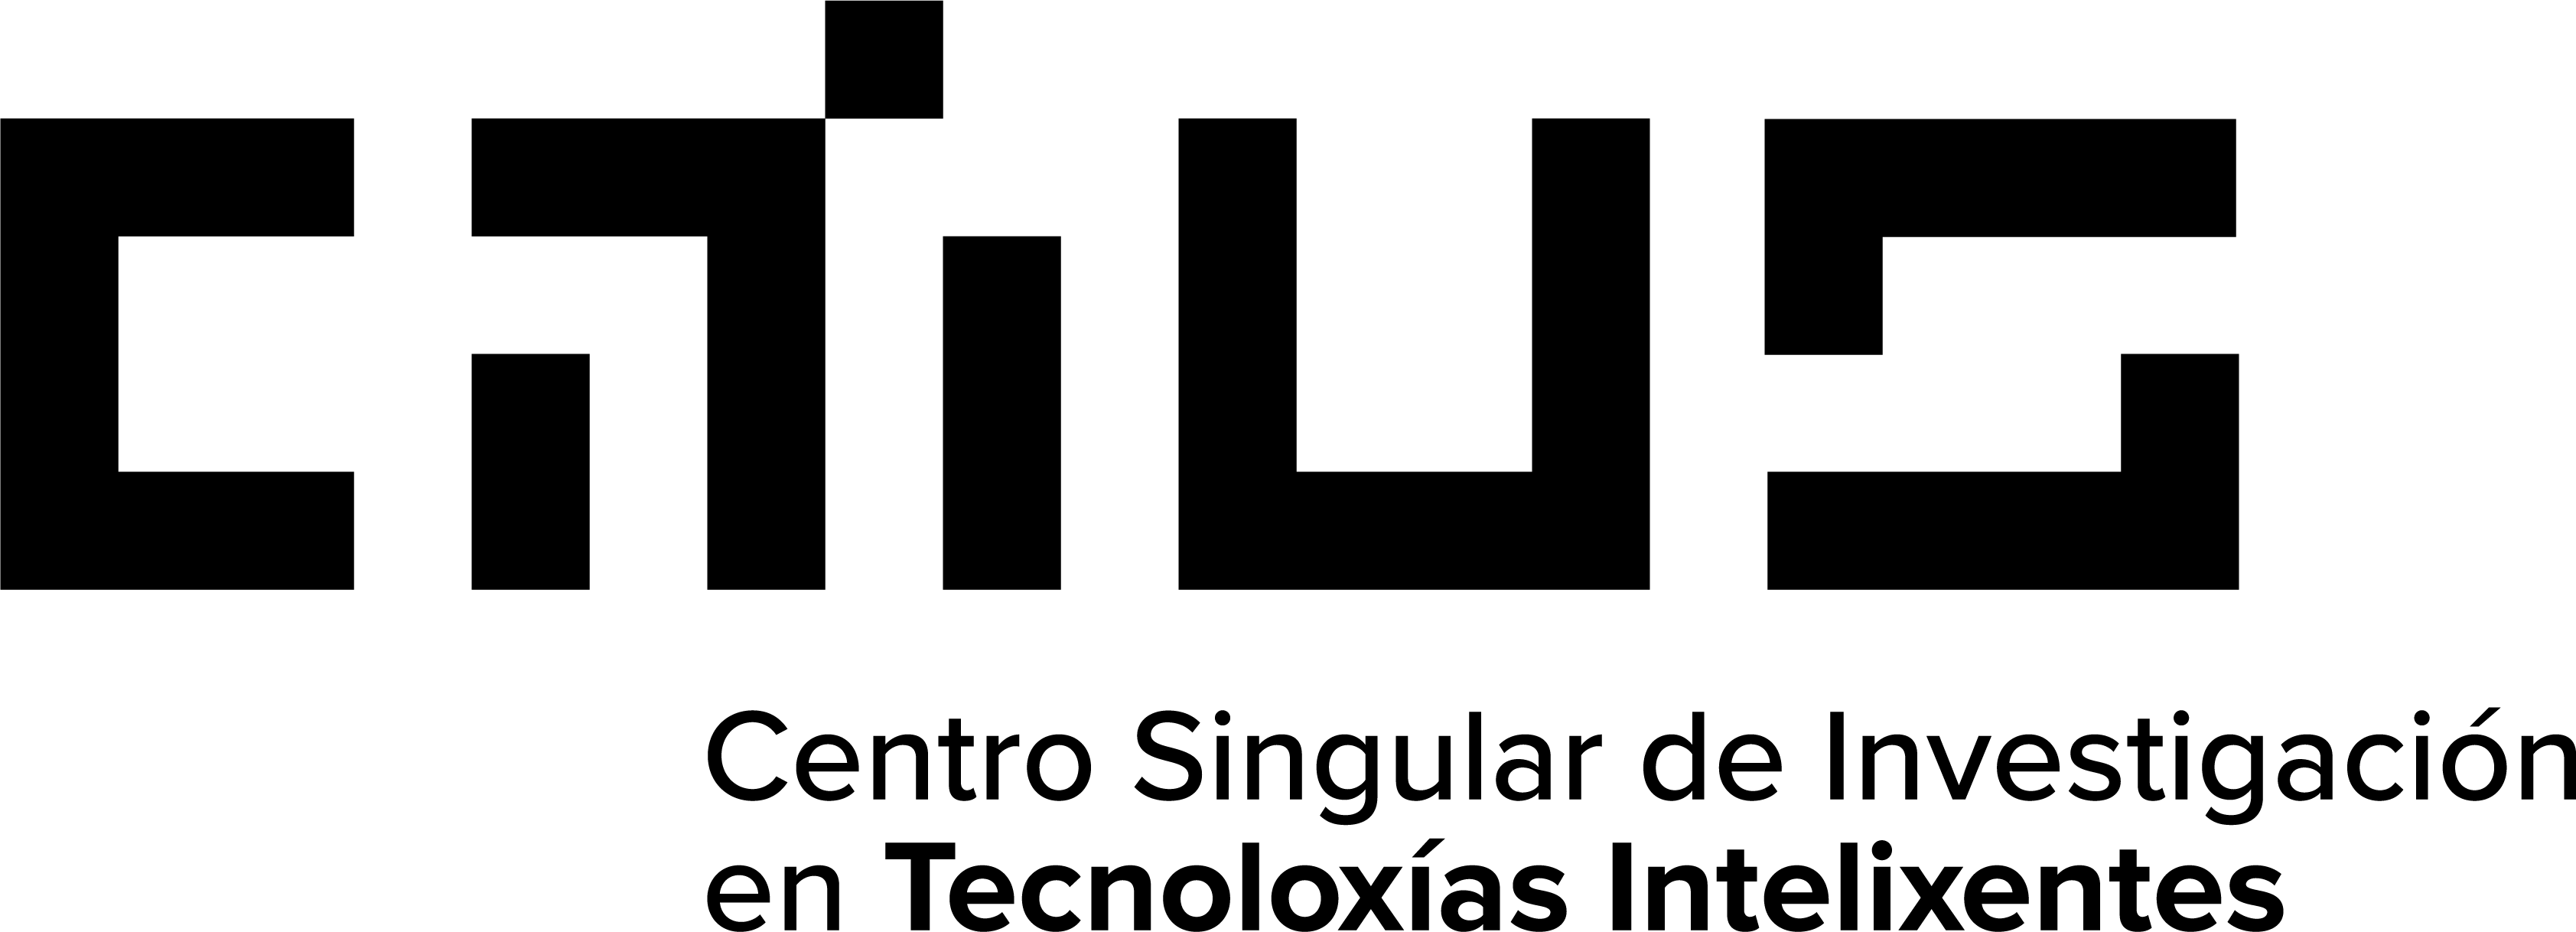 CiTIUS
Centro Singular de Investigación
en Tecnoloxías Intelixentes